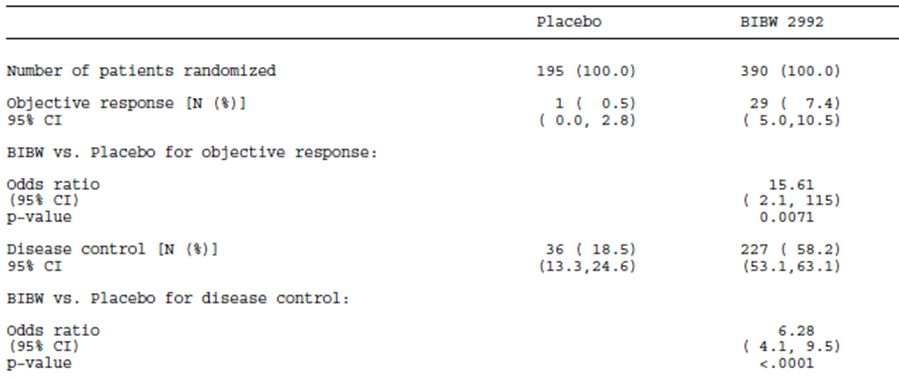 Placebo BIBW 2992
Number of patients randomized 195 (100.0) 390 (100.0)
Objective response [N (%)] 1 ( 0.5) 29 ( 7.4)
95% CI ( 0.0, 2.8) ( 5.0,10.5)
BIBW vs. Placebo for objective response:
Odds ratio 15.61
(95% CI) ( 2.1, 115)
p-value 0.0071
Disease control [N (%)] 36 ( 18.5) 227 ( 58.2)
95% CI (13.3,24.6) (53.1,63.1)
BIBW vs. Placebo for disease control:
Odds ratio 6.28
(95% CI) ( 4.1, 9.5)
p-value <.0001